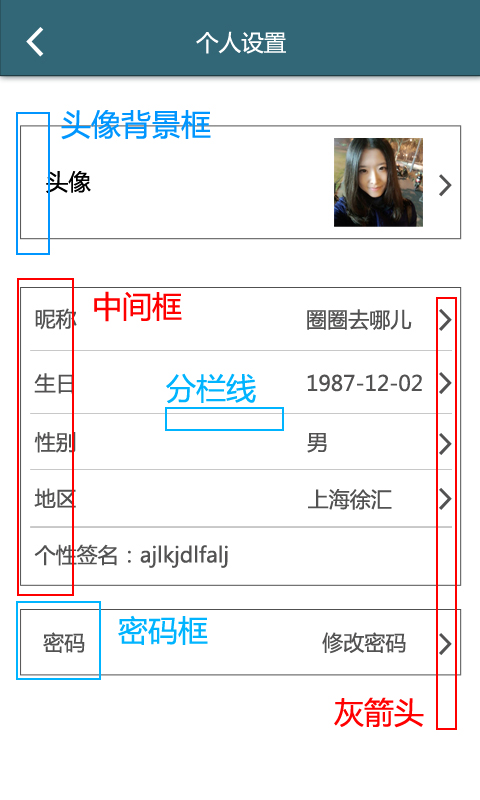 个人设置
头像背景框
头像
中间框
昵称 圈圈去哪儿
生日 1987-12-02
分栏线
性别 男
地区 上海徐汇
个性签名：ajlkjdlfalj
密码框
密码 修改密码
灰箭头